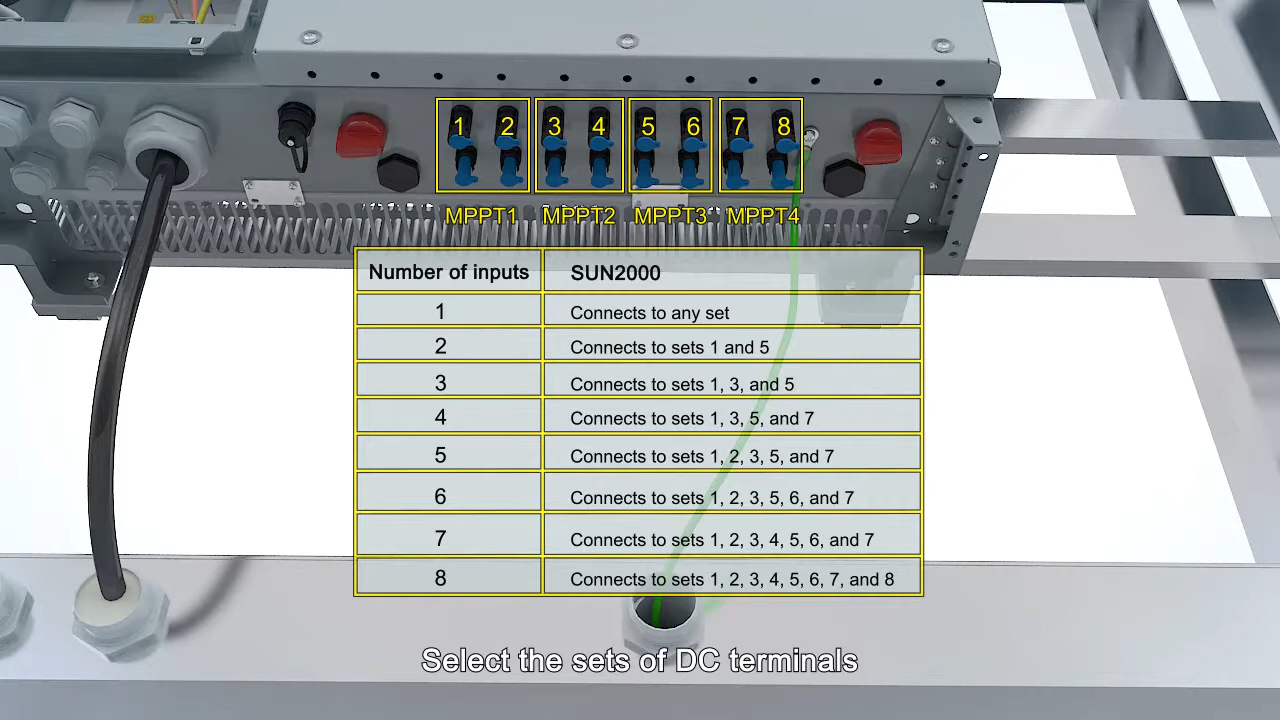 1 2 3 4 5 6 7 8
MPPT1 MPPT2 MPPT3 MPPT4
Number of inputs SUN2000
1 Connects to any set
2 Connects to sets 1 and 5
3 Connects to sets 1, 3, and 5
4 Connects to sets 1, 3, 5, and 7
5 Connects to sets 1, 2, 3, 5, and 7
6 Connects to sets 1, 2, 3, 5, 6, and 7
7 Connects to sets 1, 2, 3, 4, 5, 6, and 7
8 Connects to sets 1, 2, 3, 4, 5, 6, 7, and 8
Select the sets of DC terminals